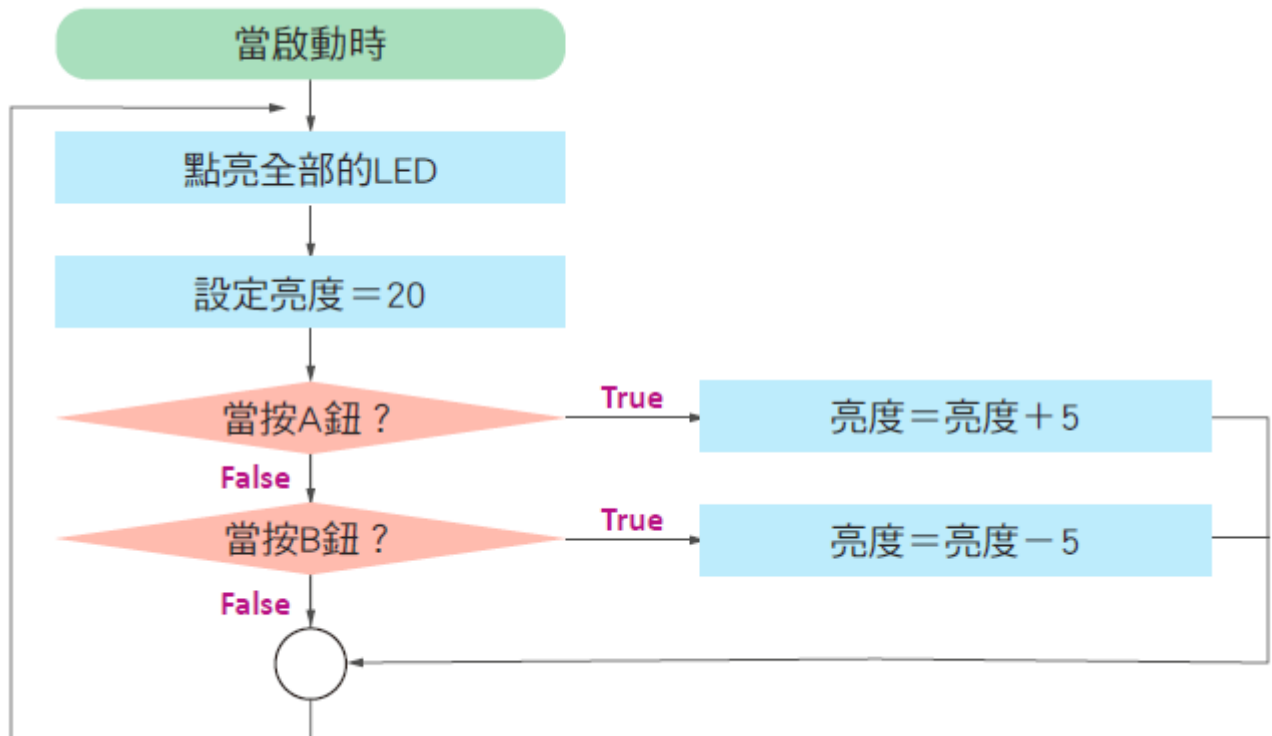 當啟動時
點亮全部的LED
設定亮度＝20
當按A鈕？
True
亮度＝亮度＋5
False
當按B鈕？
True
亮度＝亮度－5
False